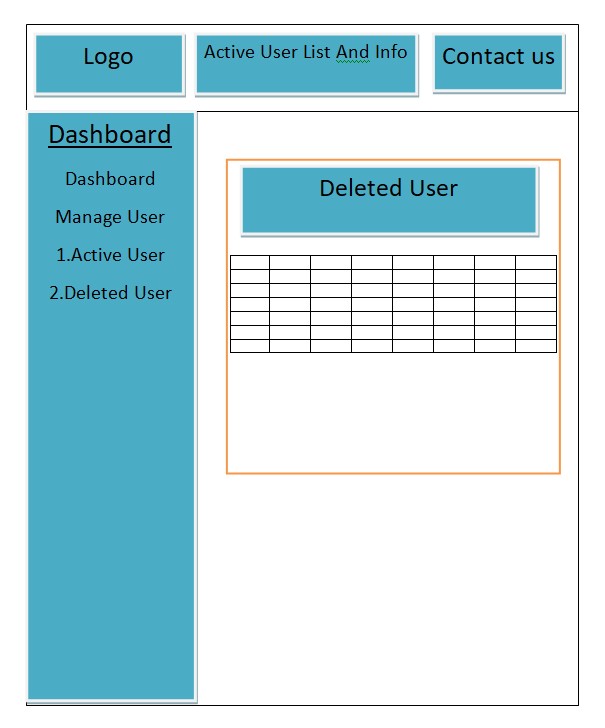 Logo
Active User List And Info
Contact us
Dashboard
Dashboard
Manage User
1.Active User
2.Deleted User
Deleted User